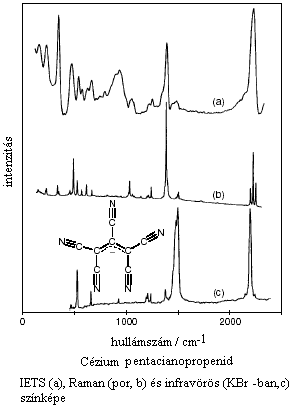 intenzitás
(a)
(b)
(c)
N
C
N
C
C
C
C
C
N
C
C
N
N
0
1000
2000
hullámszám / cm-1
Cézium pentacianopropenid
IETS (a), Raman (por, b) és infravörös (KBr -ban,c)
színképe